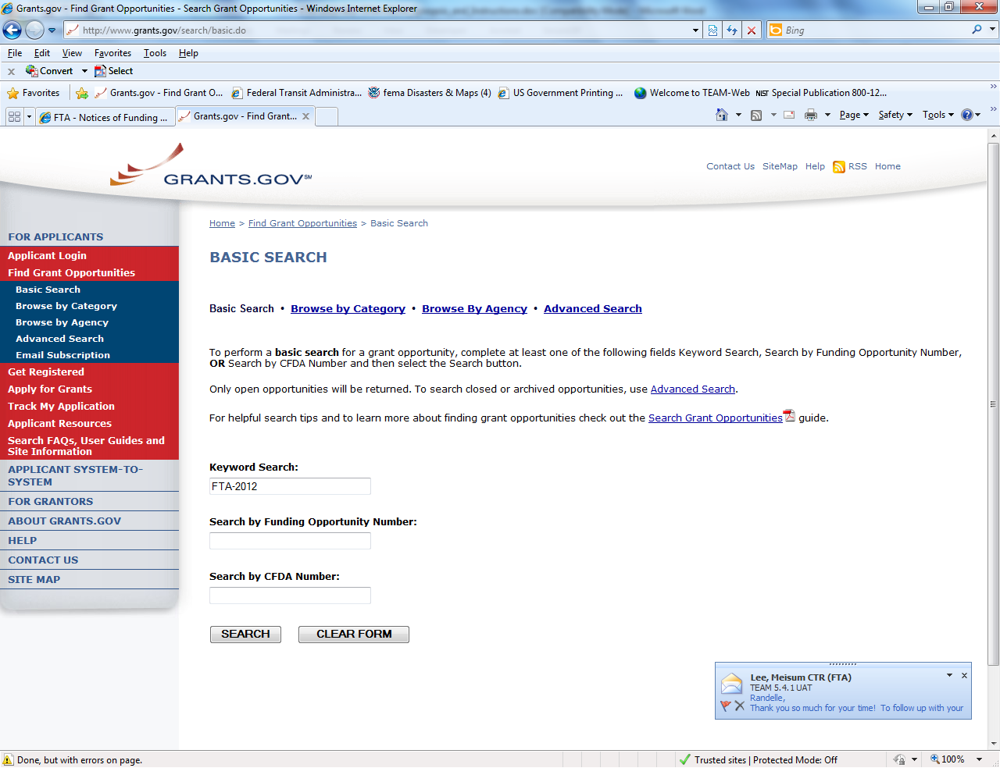 Grants.gov - Find Grant Opportunities - Search Grant Opportunities - Windows Internet Explorer
http://www.grants.gov/search/basic.do
Bing
File Edit View Favorites Tools Help
x Convert Select
Favorites Grants.gov - Find Grant O... Federal Transit Administra... fema Disasters & Maps (4) US Government Printing ... Welcome to TEAM-Web NIST Special Publication 800-12...
FTA - Notices of Funding ... Grants.gov - Find Grant... x Page Safety Tools
GRANTS.GOV℠
Contact Us SiteMap Help RSS Home
FOR APPLICANTS
Applicant Login
Find Grant Opportunities
Basic Search
Browse by Category
Browse by Agency
Advanced Search
Email Subscription
Get Registered
Apply for Grants
Track My Application
Applicant Resources
Search FAQs, User Guides and
Site Information
APPLICANT SYSTEM-TO-
SYSTEM
FOR GRANTORS
ABOUT GRANTS.GOV
HELP
CONTACT US
SITE MAP
Home > Find Grant Opportunities > Basic Search
BASIC SEARCH
Basic Search • Browse by Category • Browse By Agency • Advanced Search
To perform a basic search for a grant opportunity, complete at least one of the following fields Keyword Search, Search by Funding Opportunity Number,
OR Search by CFDA Number and then select the Search button.
Only open opportunities will be returned. To search closed or archived opportunities, use Advanced Search.
For helpful search tips and to learn more about finding grant opportunities check out the Search Grant Opportunities guide.
Keyword Search:
FTA-2012
Search by Funding Opportunity Number:
Search by CFDA Number:
SEARCH CLEAR FORM
Lee, Meisum CTR (FTA)
TEAM 5.4.1 UAT
Randelle,
Thank you so much for your time! To follow up with your
Done, but with errors on page.
Trusted sites | Protected Mode: Off
100%